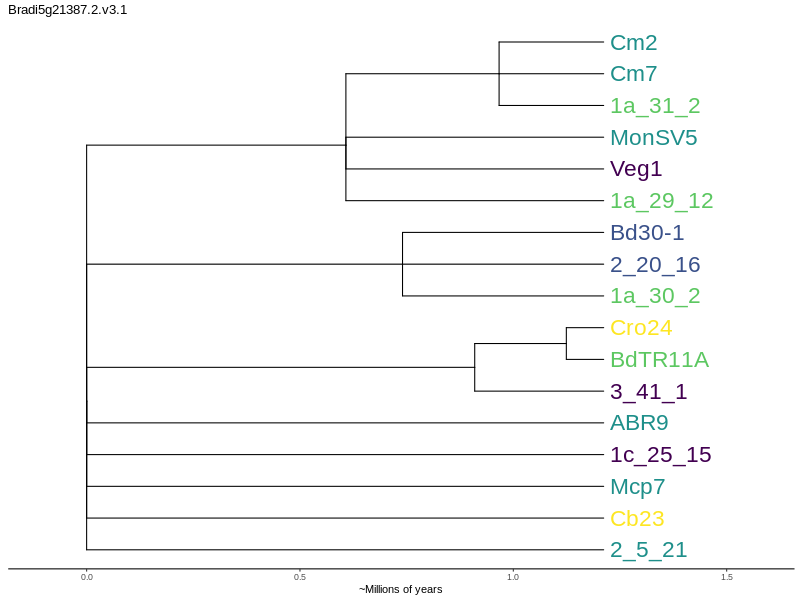 Bradi5g21387.2.v3.1
Cm2
Cm7
1a_31_2
MonSV5
Veg1
1a_29_12
Bd30-1
2_20_16
1a_30_2
Cro24
BdTR11A
3_41_1
ABR9
1c_25_15
Mcp7
Cb23
2_5_21
0.0 0.5 1.0 1.5
~Millions of years